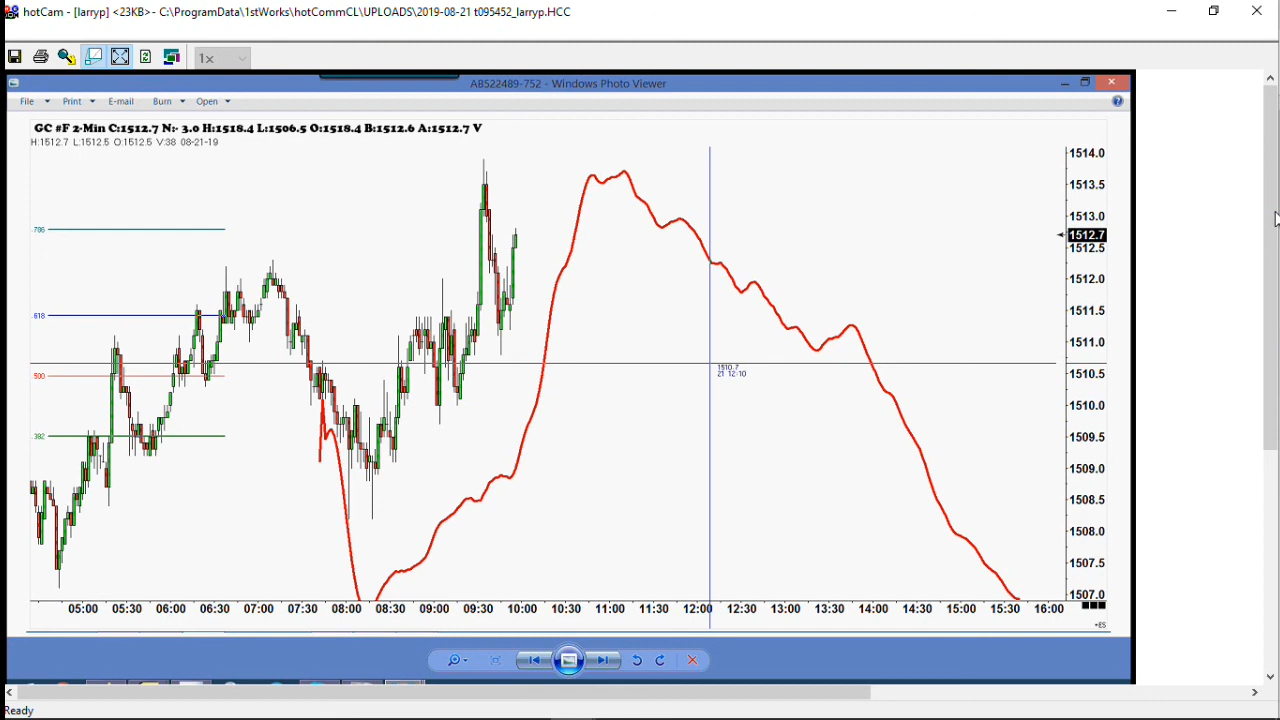 hotCam - [larryp] <23KB> - C:\ProgramData\1stWorks\hotCommCL\UPLOADS\2019-08-21 t095452_larryp.HCC
1x
AB522489-752 - Windows Photo Viewer
File Print E-mail Burn Open
GC #F 2-Min C:1512.7 N:- 3.0 H:1518.4 L:1506.5 O:1518.4 B:1512.6 A:1512.7 V
H:1512.7 L:1512.5 O:1512.5 V:38 08-21-19
1514.0
1513.5
1513.0
786
1512.7
1512.5
1512.0
618
1511.5
1511.0
1510.7
500
21 12-10
1510.5
1510.0
382
1509.5
1509.0
1508.5
1508.0
1507.5
1507.0
05:00 05:30 06:00 06:30 07:00 07:30 08:00 08:30 09:00 09:30 10:00 10:30 11:00 11:30 12:00 12:30 13:00 13:30 14:00 14:30 15:00 15:30 16:00
+ES
Ready